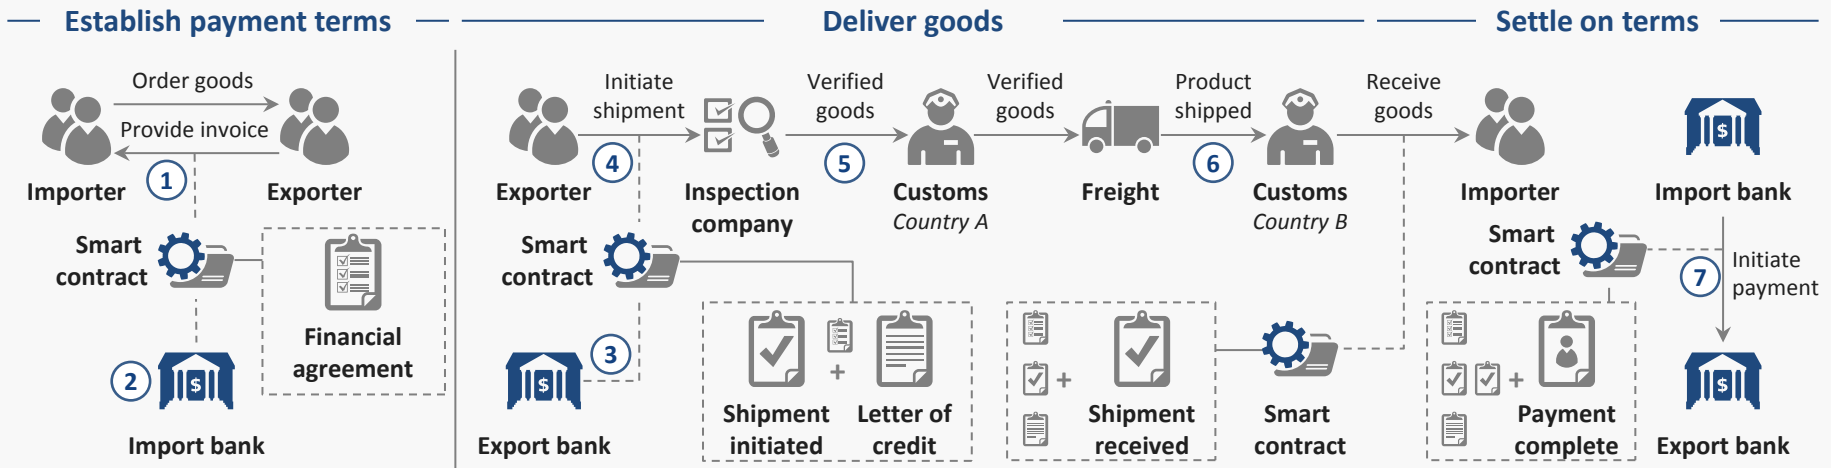 Establish payment terms
Deliver goods
Settle on terms
Order goods
Provide invoice
1
Importer
Exporter
Smart
contract
Financial
agreement
2
$
Import bank
Initiate
shipment
Verified
goods
Verified
goods
Product
shipped
Receive
goods
4
5
6
Exporter
Inspection
company
Customs
Country A
Freight
Customs
Country B
Importer
$
Import bank
Smart
contract
3
$
Export bank
Shipment
initiated
+
Letter of
credit
+
Shipment
received
Smart
contract
Smart
contract
7
Initiate
payment
+
Payment
complete
$
Export bank